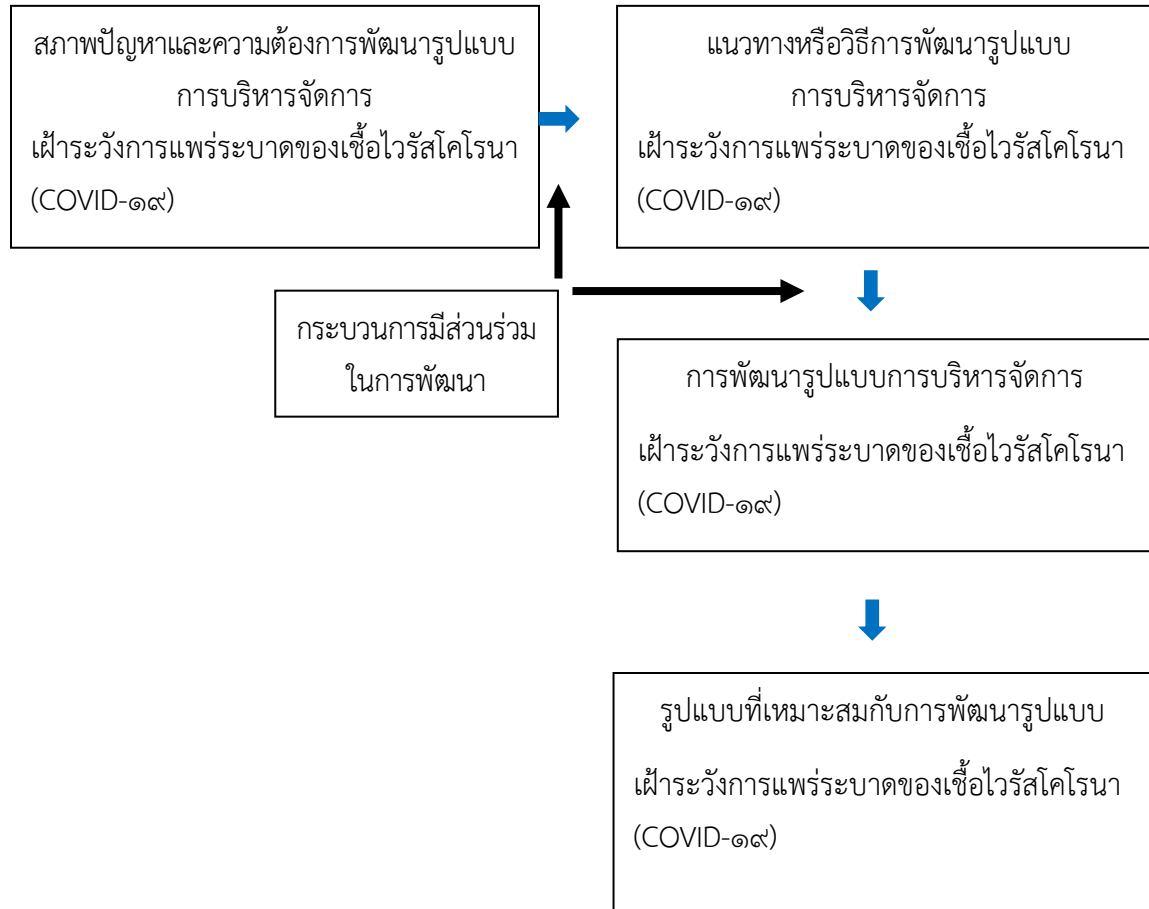 สภาพปัญหาและความต้องการพัฒนารูปแบบ
การบริหารจัดการ
เฝ้าระวังการแพร่ระบาดของเชื้อไวรัสโคโรนา
(COVID-๑๙)
แนวทางหรือวิธีการพัฒนารูปแบบ
การบริหารจัดการ
เฝ้าระวังการแพร่ระบาดของเชื้อไวรัสโคโรนา
(COVID-๑๙)
กระบวนการมีส่วนร่วม
ในการพัฒนา
การพัฒนารูปแบบการบริหารจัดการ
เฝ้าระวังการแพร่ระบาดของเชื้อไวรัสโคโรนา
(COVID-๑๙)
รูปแบบที่เหมาะสมกับการพัฒนารูปแบบ
เฝ้าระวังการแพร่ระบาดของเชื้อไวรัสโคโรนา
(COVID-๑๙)